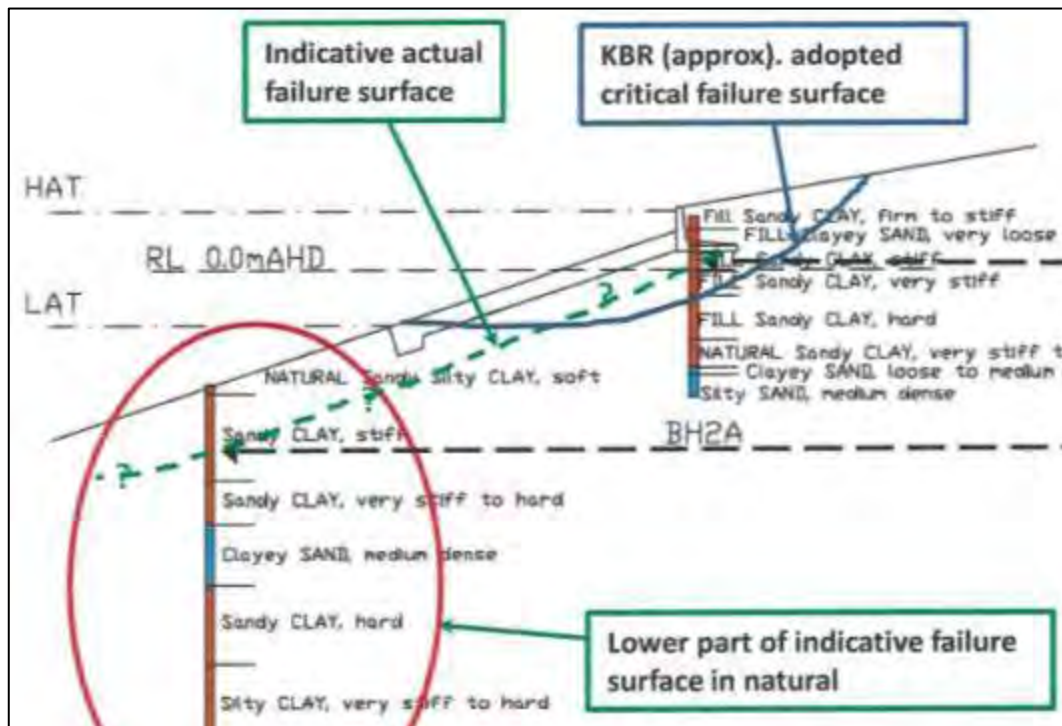 Indicative actual
failure surface
KBR (approx). adopted
critical failure surface
HAT
Fill Sandy CLAY, firm to stiff
FILL Clayey SAND, very loose
RL 0.0mAHD
FILL Sandy CLAY, stiff
FILL Sandy CLAY, very stiff
?
LAT
FILL Sandy CLAY, hard
NATURAL Sandy CLAY, very stiff
Clayey SAND, loose to medium
NATURAL Sandy Silty CLAY, soft
Silty SAND, medium dense
?
Sandy CLAY, stiff
BH2A
?
Sandy CLAY, very stiff to hard
Clayey SAND, medium dense
Sandy CLAY, hard
Lower part of indicative failure
surface in natural
Silty CLAY, very stiff to hard